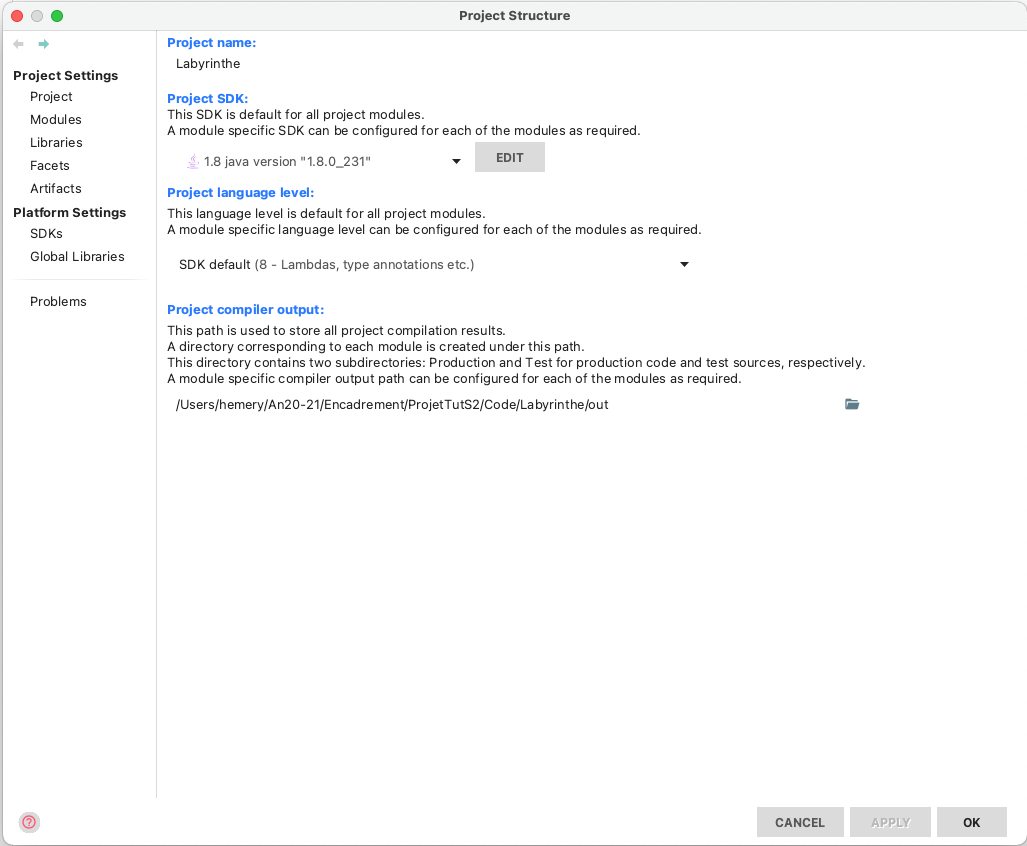 Project Structure
Project Settings
Project
Modules
Libraries
Facets
Artifacts
Platform Settings
SDKs
Global Libraries
Problems
Project name:
Labyrinthe
Project SDK:
This SDK is default for all project modules.
A module specific SDK can be configured for each of the modules as required.
1.8 java version "1.8.0_231"
EDIT
Project language level:
This language level is default for all project modules.
A module specific language level can be configured for each of the modules as required.
SDK default (8 - Lambdas, type annotations etc.)
Project compiler output:
This path is used to store all project compilation results.
A directory corresponding to each module is created under this path.
This directory contains two subdirectories: Production and Test for production code and test sources, respectively.
A module specific compiler output path can be configured for each of the modules as required.
/Users/hemery/An20-21/Encadrement/ProjetTutS2/Code/Labyrinthe/out
?
CANCEL
APPLY
OK